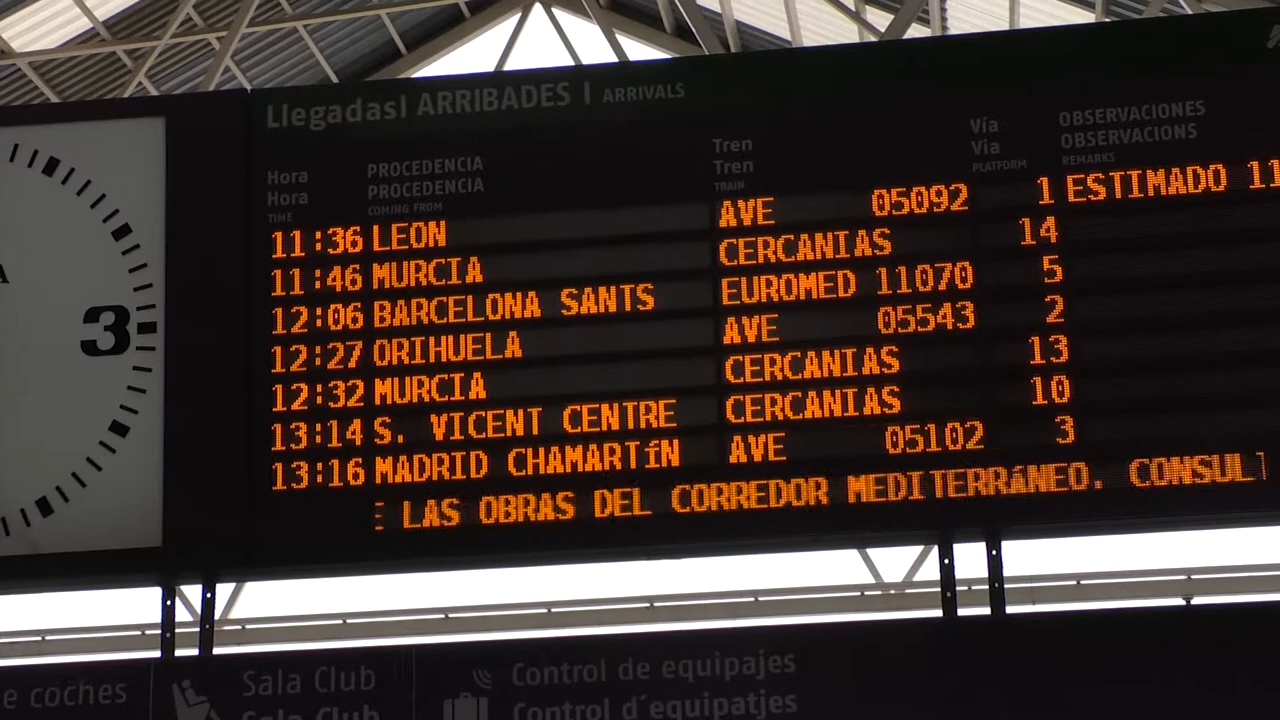 Llegadas| ARRIBADES | ARRIVALS
Hora PROCEDENCIA Tren Vía OBSERVACIONES
Hora PROCEDENCIA Tren Via OBSERVACIONS
TIME COMING FROM TRAIN PLATFORM REMARKS
11:36 LEON AVE 05092 1 ESTIMADO 11
11:46 MURCIA CERCANIAS 14
12:06 BARCELONA SANTS EUROMED 11070 5
12:27 ORIHUELA AVE 05543 2
12:32 MURCIA CERCANIAS 13
13:14 S. VICENT CENTRE CERCANIAS 10
13:16 MADRID CHAMARTíN AVE 05102 3
LAS OBRAS DEL CORREDOR MEDITERRáNEO. CONSUL
3
A
e coches Sala Club Control de equipajes
Sala Club Control d´equipatjes